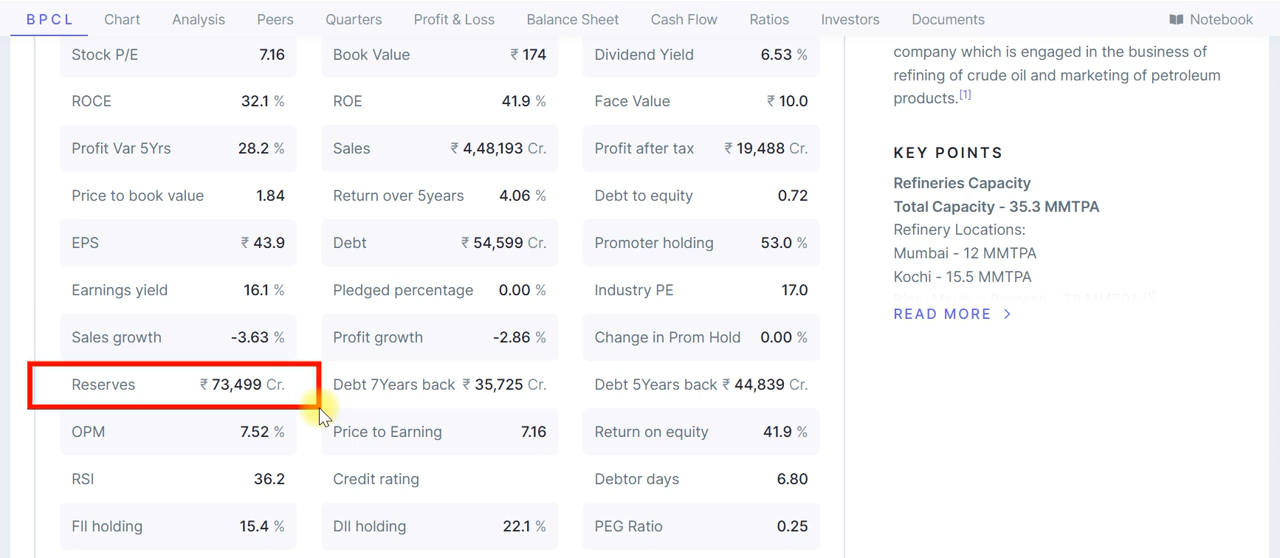 BPCL Chart Analysis Peers Quarters Profit & Loss Balance Sheet Cash Flow Ratios Investors Documents Notebook
Stock P/E 7.16 Book Value ₹ 174 Dividend Yield 6.53 %
ROCE 32.1 % ROE 41.9 % Face Value ₹ 10.0
Profit Var 5Yrs 28.2 % Sales ₹ 4,48,193 Cr. Profit after tax ₹ 19,488 Cr.
Price to book value 1.84 Return over 5years 4.06 % Debt to equity 0.72
EPS ₹ 43.9 Debt ₹ 54,599 Cr. Promoter holding 53.0 %
Earnings yield 16.1 % Pledged percentage 0.00 % Industry PE 17.0
Sales growth -3.63 % Profit growth -2.86 % Change in Prom Hold 0.00 %
Reserves ₹ 73,499 Cr. Debt 7Years back ₹ 35,725 Cr. Debt 5Years back ₹ 44,839 Cr.
OPM 7.52 % Price to Earning 7.16 Return on equity 41.9 %
RSI 36.2 Credit rating Debtor days 6.80
FII holding 15.4 % DII holding 22.1 % PEG Ratio 0.25
company which is engaged in the business of
refining of crude oil and marketing of petroleum
products.[1]
KEY POINTS
Refineries Capacity
Total Capacity - 35.3 MMTPA
Refinery Locations:
Mumbai - 12 MMTPA
Kochi - 15.5 MMTPA
READ MORE >